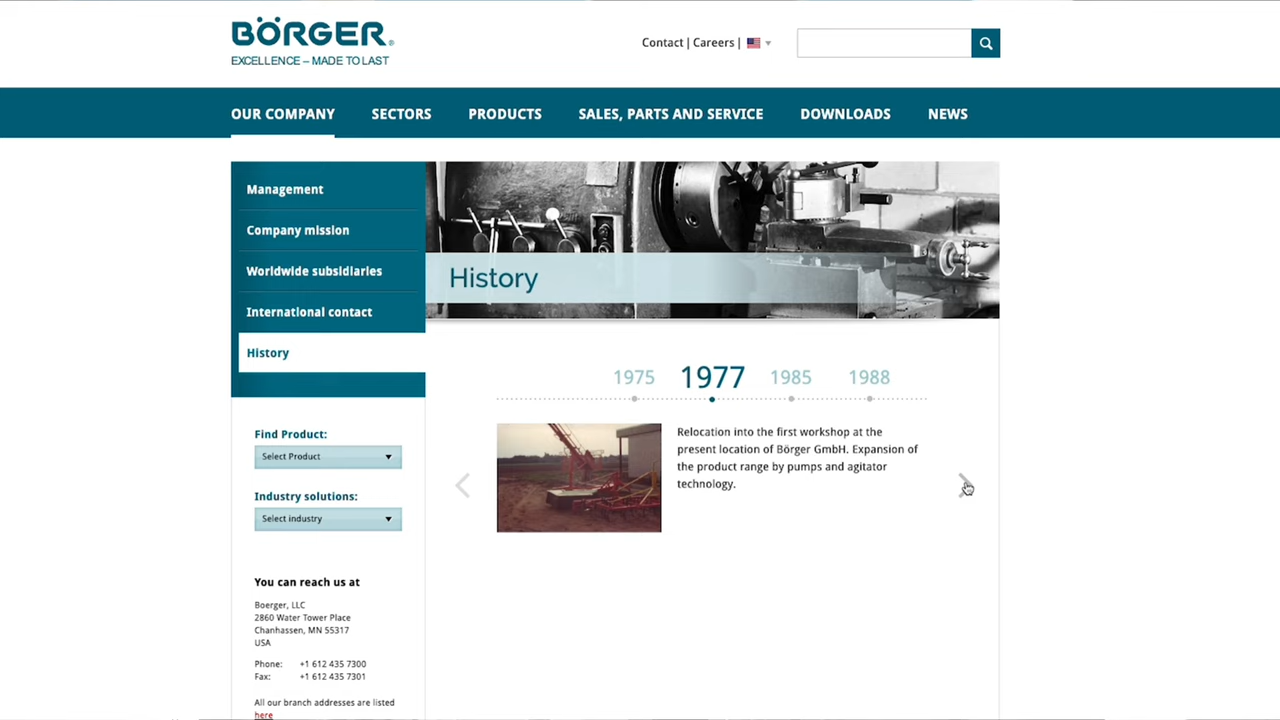 BÖRGER®
EXCELLENCE – MADE TO LAST
Contact | Careers |
OUR COMPANY SECTORS PRODUCTS SALES, PARTS AND SERVICE DOWNLOADS NEWS
Management
Company mission
Worldwide subsidiaries
International contact
History
History
1975 1977 1985 1988
Relocation into the first workshop at the
present location of Börger GmbH. Expansion of
the product range by pumps and agitator
technology.
Find Product:
Select Product
Industry solutions:
Select industry
You can reach us at
Boerger, LLC
2860 Water Tower Place
Chanhassen, MN 55317
USA
Phone: +1 612 435 7300
Fax: +1 612 435 7301
All our branch addresses are listed
here